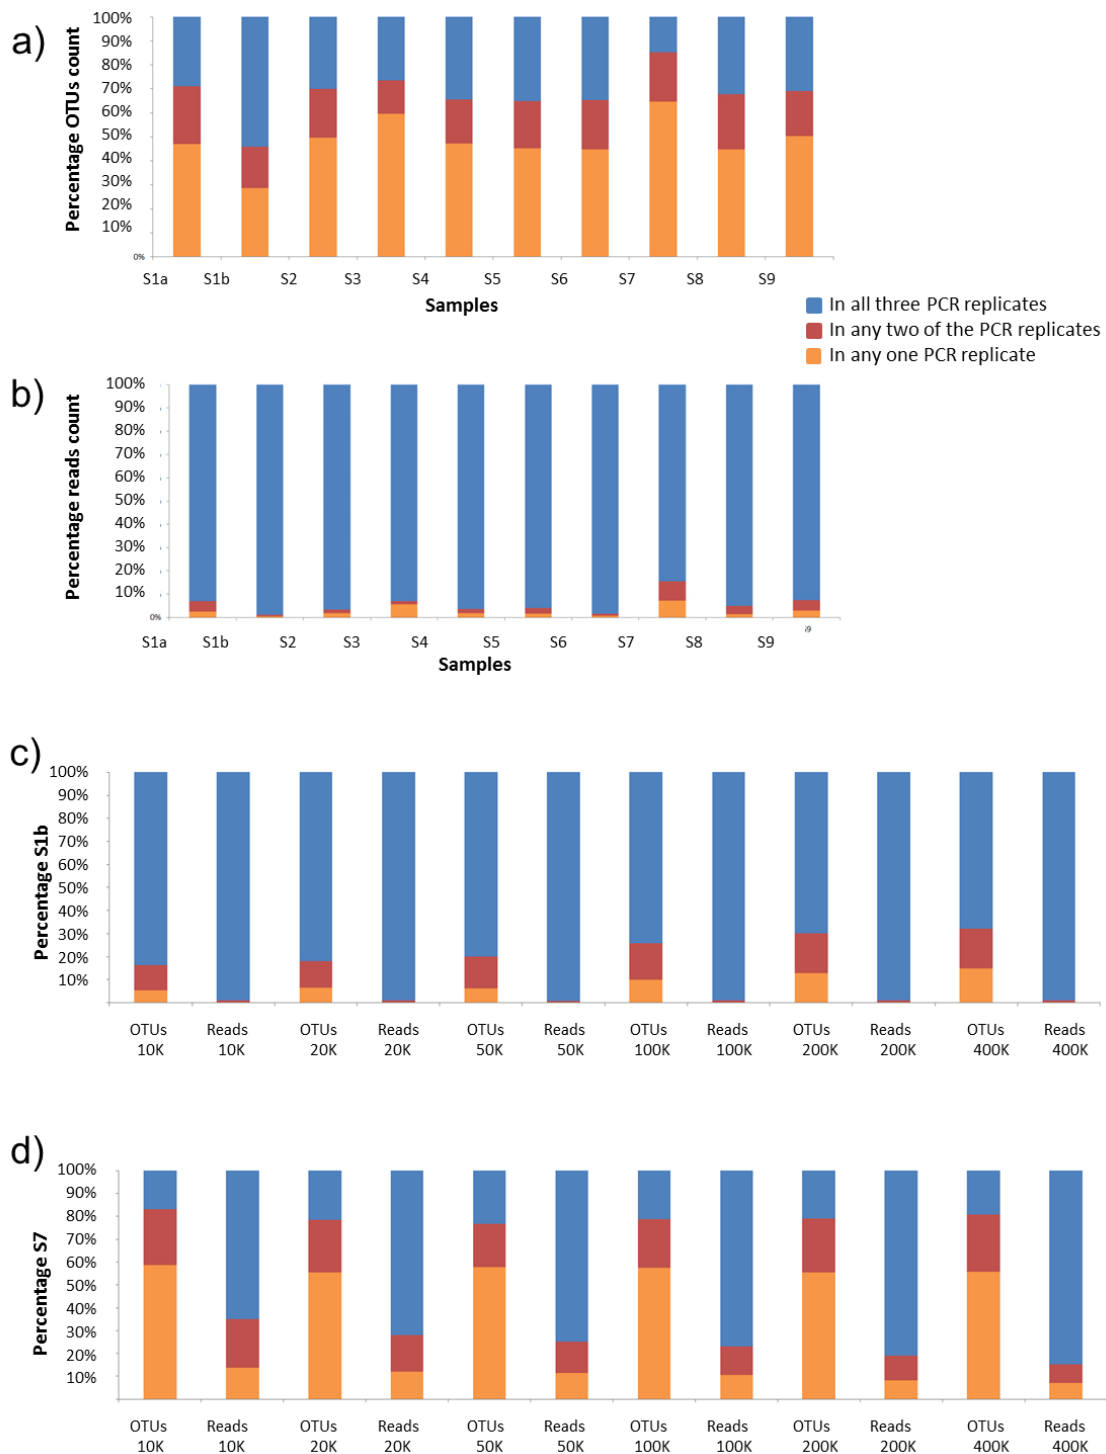 a)
Percentage OTUs count
100%
90%
80%
70%
60%
50%
40%
30%
20%
10%
0%
S1a S1b S2 S3 S4 S5 S6 S7 S8 S9
Samples
In all three PCR replicates
In any two of the PCR replicates
In any one PCR replicate
b)
Percentage reads count
100%
90%
80%
70%
60%
50%
40%
30%
20%
10%
0%
S9
S1a S1b S2 S3 S4 S5 S6 S7 S8 S9
Samples
c)
Percentage S1b
100%
90%
80%
70%
60%
50%
40%
30%
20%
10%
OTUs Reads OTUs Reads OTUs Reads OTUs Reads OTUs Reads OTUs Reads
10K 10K 20K 20K 50K 50K 100K 100K 200K 200K 400K 400K
d)
Percentage S7
100%
90%
80%
70%
60%
50%
40%
30%
20%
10%
OTUs Reads OTUs Reads OTUs Reads OTUs Reads OTUs Reads OTUs Reads
10K 10K 20K 20K 50K 50K 100K 100K 200K 200K 400K 400K